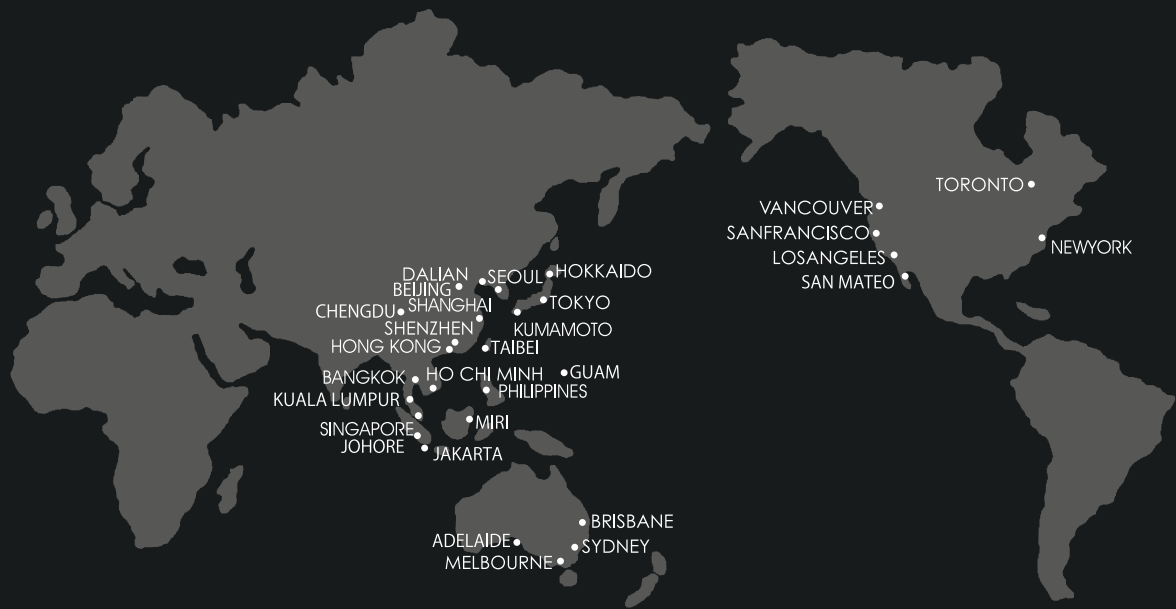 TORONTO
VANCOUVER
SANFRANCISCO
NEWYORK
LOSANGELES
SAN MATEO
DALIAN
SEOUL
HOKKAIDO
BEIJING
SHANGHAI
TOKYO
CHENGDU
SHENZHEN
KUMAMOTO
HONG KONG
TAIBEI
BANGKOK
HO CHI MINH
GUAM
PHILIPPINES
KUALA LUMPUR
MIRI
SINGAPORE
JOHORE
JAKARTA
BRISBANE
ADELAIDE
SYDNEY
MELBOURNE